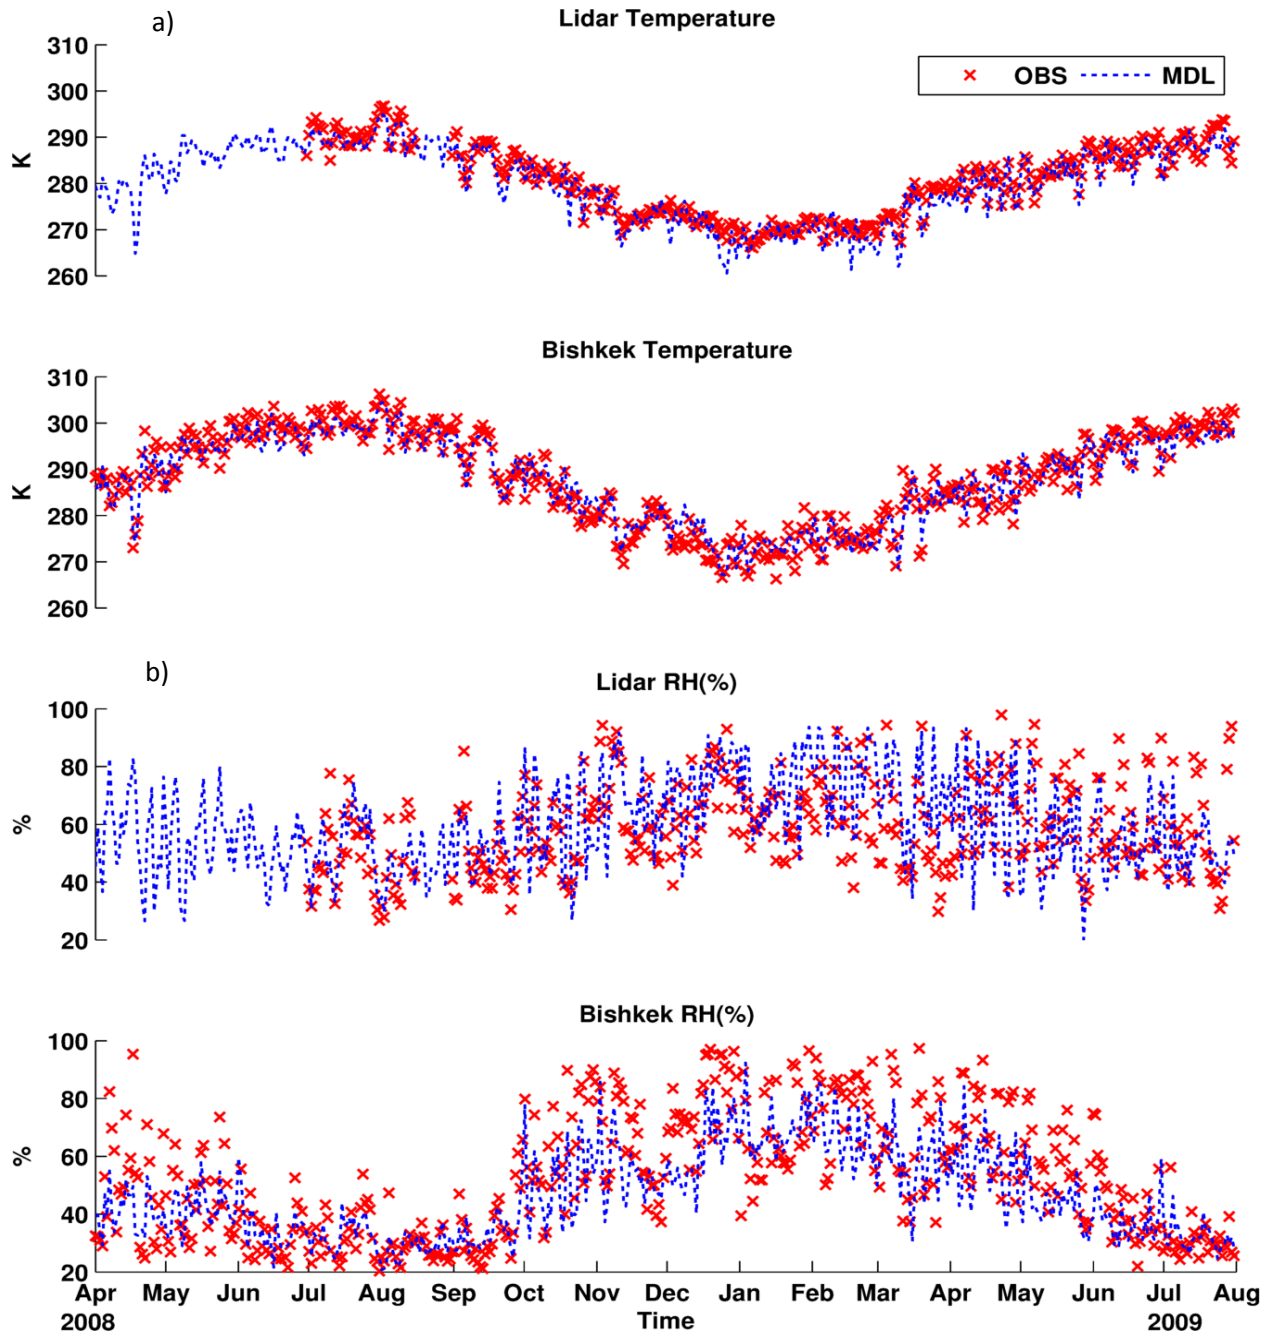 a)
Lidar Temperature
OBS MDL
310
300
290
280
270
260
K
Bishkek Temperature
310
300
290
280
270
260
K
b)
Lidar RH(%)
100
80
60
40
20
%
Bishkek RH(%)
100
80
60
40
20
%
Apr May Jun Jul Aug Sep Oct Nov Dec Jan Feb Mar Apr May Jun Jul Aug
2008 Time 2009